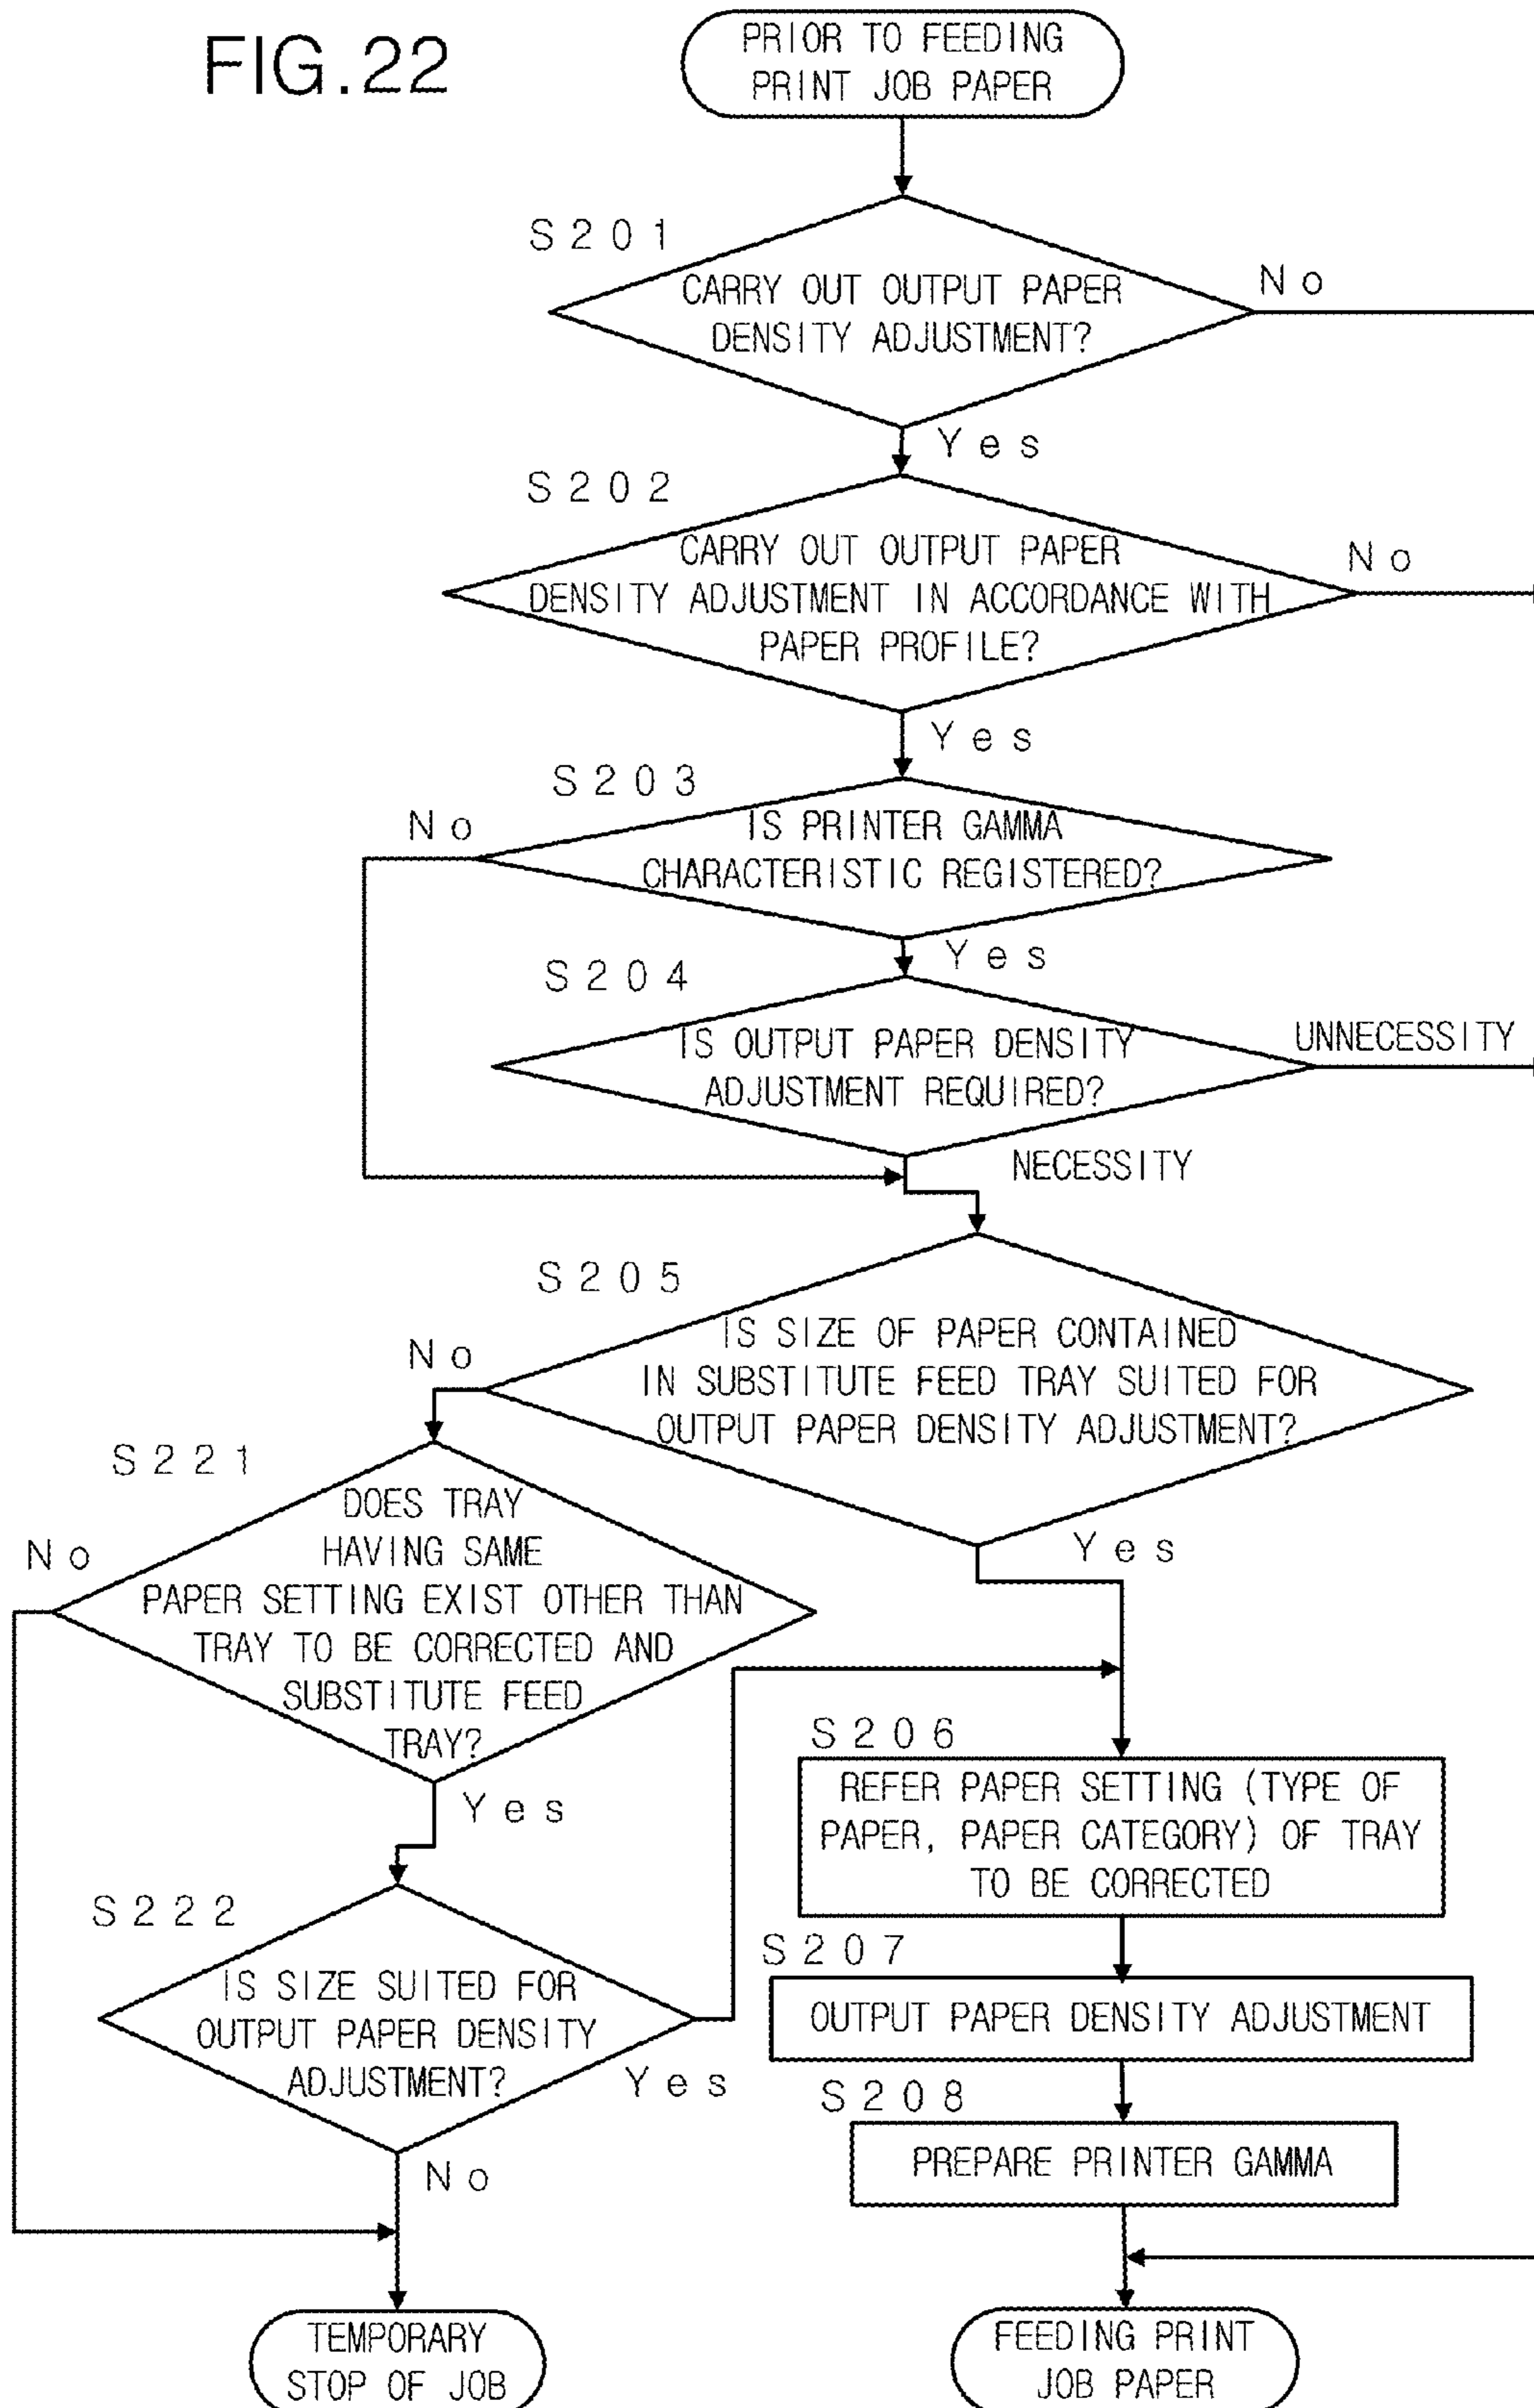 FIG.22
PRIOR TO FEEDING
PRINT JOB PAPER
S201
CARRY OUT OUTPUT PAPER
DENSITY ADJUSTMENT?
No
Yes
S202
CARRY OUT OUTPUT PAPER
DENSITY ADJUSTMENT IN ACCORDANCE WITH
PAPER PROFILE?
No
Yes
S203
No
IS PRINTER GAMMA
CHARACTERISTIC REGISTERED?
Yes
S204
IS OUTPUT PAPER DENSITY
ADJUSTMENT REQUIRED?
UNNECESSITY
NECESSITY
S205
No
IS SIZE OF PAPER CONTAINED
IN SUBSTITUTE FEED TRAY SUITED FOR
OUTPUT PAPER DENSITY ADJUSTMENT?
Yes
S221
No
DOES TRAY
HAVING SAME
PAPER SETTING EXIST OTHER THAN
TRAY TO BE CORRECTED AND
SUBSTITUTE FEED
TRAY?
Yes
S206
REFER PAPER SETTING (TYPE OF
PAPER, PAPER CATEGORY) OF TRAY
TO BE CORRECTED
S222
IS SIZE SUITED FOR
OUTPUT PAPER DENSITY
ADJUSTMENT?
Yes
No
S207
OUTPUT PAPER DENSITY ADJUSTMENT
S208
PREPARE PRINTER GAMMA
TEMPORARY
STOP OF JOB
FEEDING PRINT
JOB PAPER